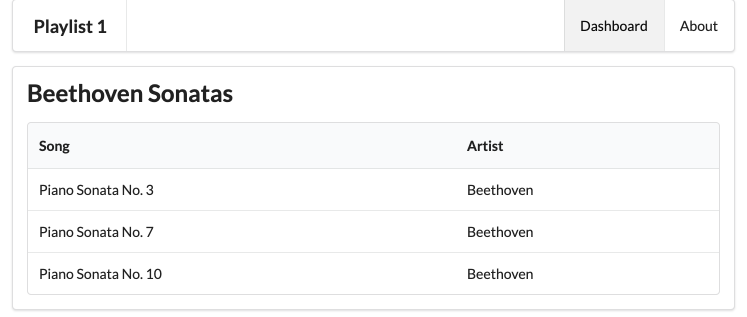 Playlist 1 Dashboard About
Beethoven Sonatas
Song Artist
Piano Sonata No. 3 Beethoven
Piano Sonata No. 7 Beethoven
Piano Sonata No. 10 Beethoven